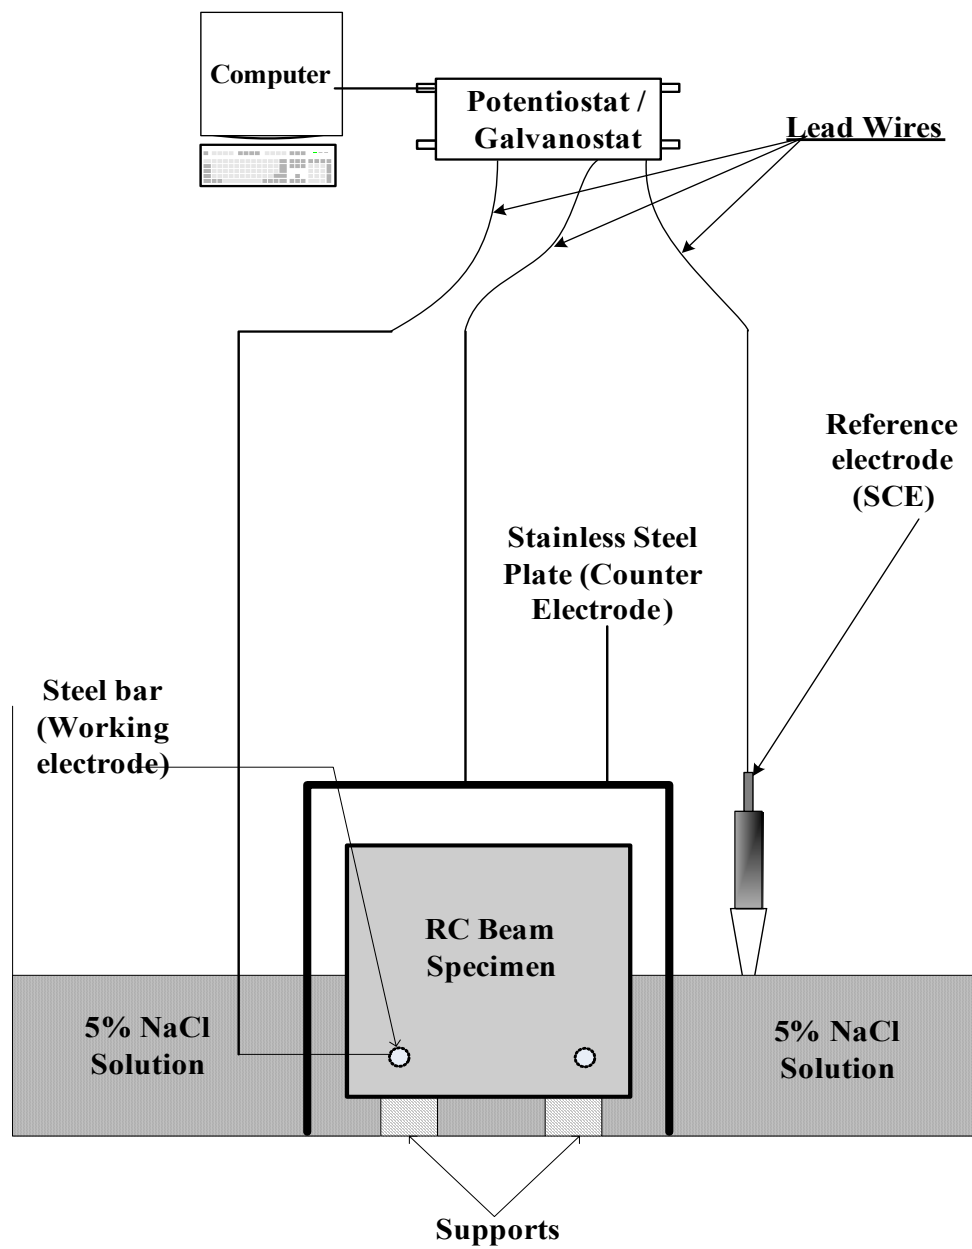 Computer
Potentiostat /
Galvanostat
Lead Wires
Reference
electrode
(SCE)
Stainless Steel
Plate (Counter
Electrode)
Steel bar
(Working
electrode)
RC Beam
Specimen
5% NaCl
Solution
5% NaCl
Solution
Supports